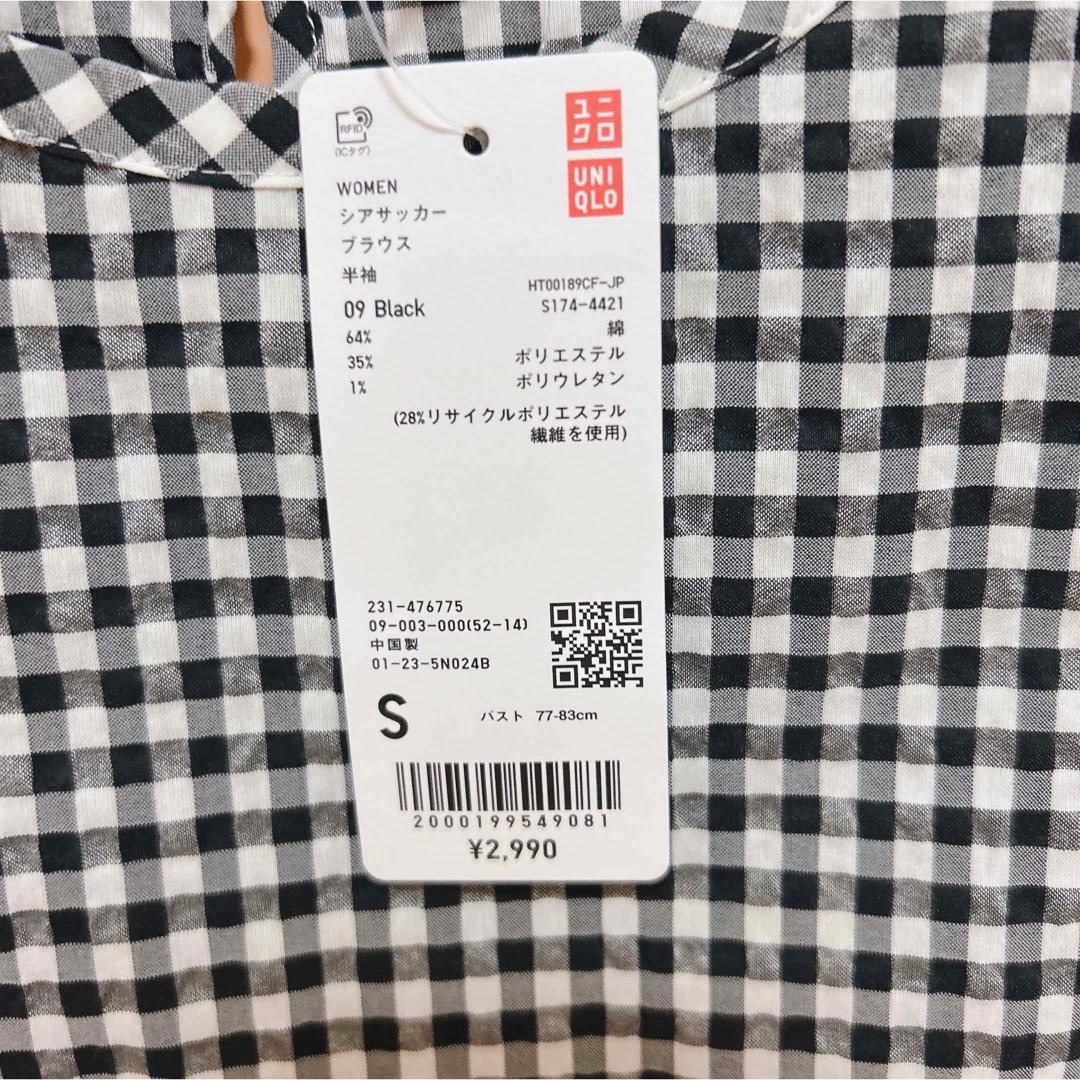 RFID
(ICタグ)
ユニ
クロ
UNI
QLO
WOMEN
シアサッカー
ブラウス
半袖
HT00189CF-JP
09 Black
S174-4421
64% 綿
35% ポリエステル
1% ポリウレタン
(28%リサイクルポリエステル
繊維を使用)
231-476775
09-003-000(52-14)
中国製
01-23-5N024B
S バスト 77-83cm
2000199549081
¥2,990